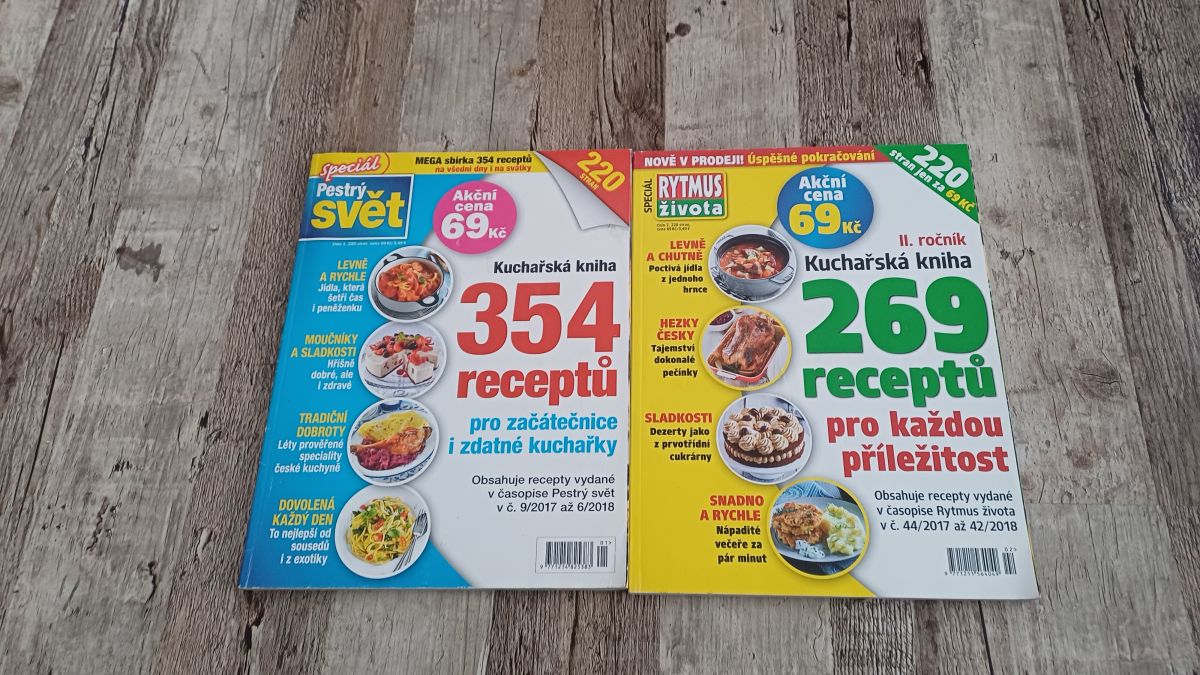 Speciál
MEGA sbírka 354 receptů
na všední dny i na svátky
220
STRAN
Pestrý
svět
Akční
cena
69 Kč
LEVNĚ
A RYCHLE
Jídla, která
šetří čas
i peněženku
MOUČNÍKY
A SLADKOSTI
Hříšně
dobré, ale
i zdravé
TRADIČNÍ
DOBROTY
Léty prověřené
speciality
české kuchyně
DOVOLENÁ
KAŽDÝ DEN
To nejlepší od
sousedů
i z exotiky
Kuchařská kniha
354
receptů
pro začátečnice
i zdatné kuchařky
Obsahuje recepty vydané
v časopise Pestrý svět
v č. 9/2017 až 6/2018
01>
NOVĚ V PRODEJI! Úspěšné pokračování
220
stran jen za
69 Kč
SPECIÁL
RYTMUS
života
Akční
cena
69 Kč
LEVNĚ
A CHUTNĚ
Poctivá jídla
z jednoho
hrnce
HEZKY
ČESKY
Tajemství
dokonalé
pečínky
SLADKOSTI
Dezerty jako
z prvotřídní
cukrárny
SNADNO
A RYCHLE
Nápadité
večeře za
pár minut
II. ročník
Kuchařská kniha
269
receptů
pro každou
příležitost
Obsahuje recepty vydané
v časopise Rytmus života
v č. 44/2017 až 42/2018
02>